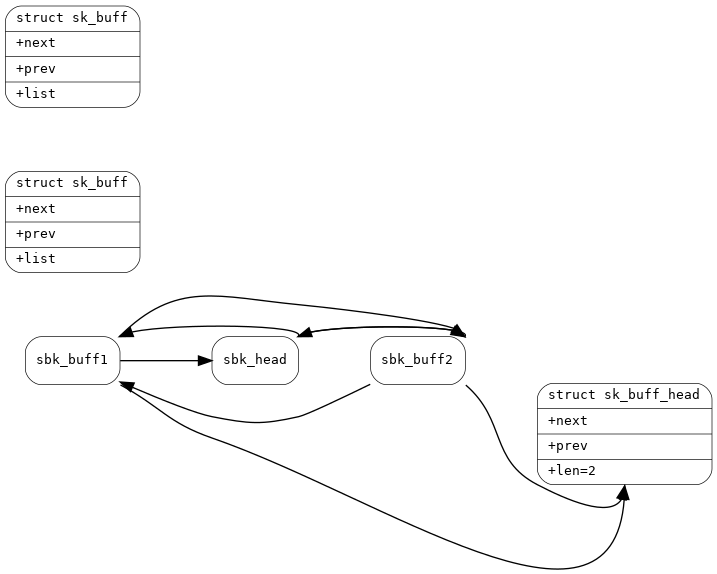 struct sk_buff
+next
+prev
+list
struct sk_buff
+next
+prev
+list
sbk_buff1
sbk_head
sbk_buff2
struct sk_buff_head
+next
+prev
+len=2